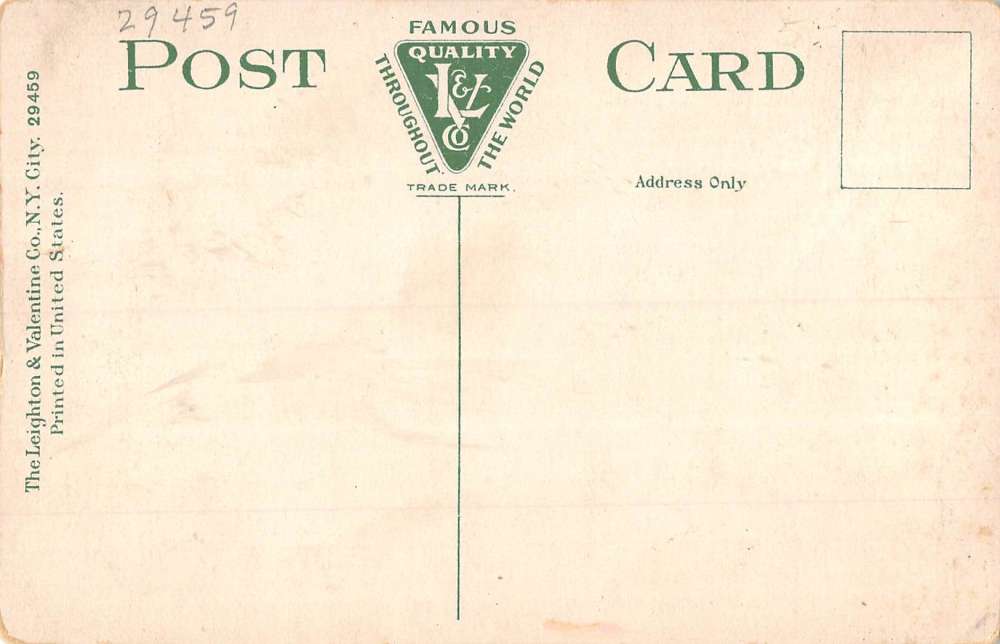 29459
POST CARD
FAMOUS
QUALITY
THROUGHOUT
THE WORLD
L&V
Co
TRADE MARK.
Address Only
The Leighton & Valentine Co., N.Y. City. 29459
Printed in United States.